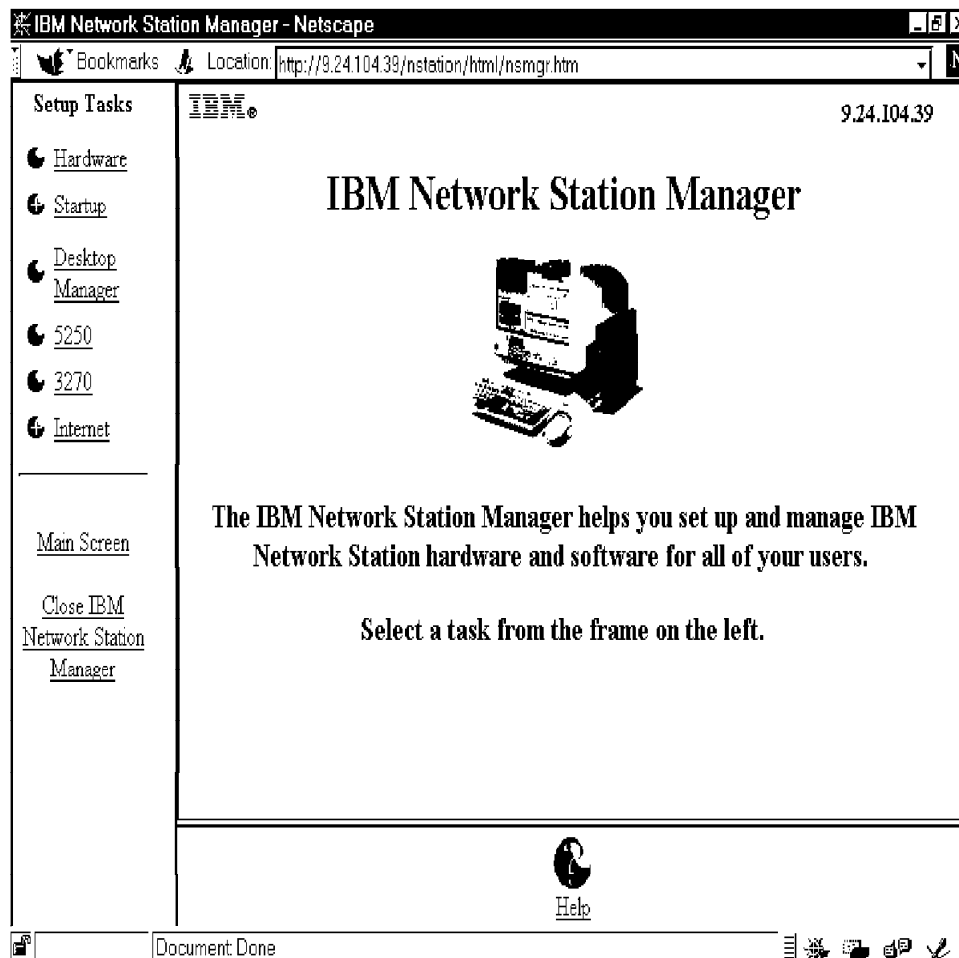 IBM Network Station Manager - Netscape
Bookmarks Location: http://9.24.104.39/nstation/html/nsmgr.htm
N
Setup Tasks
Hardware
Startup
Desktop
Manager
5250
3270
Internet
Main Screen
Close IBM
Network Station
Manager
IBM®
9.24.104.39
IBM Network Station Manager
The IBM Network Station Manager helps you set up and manage IBM
Network Station hardware and software for all of your users.
Select a task from the frame on the left.
Help
Document: Done